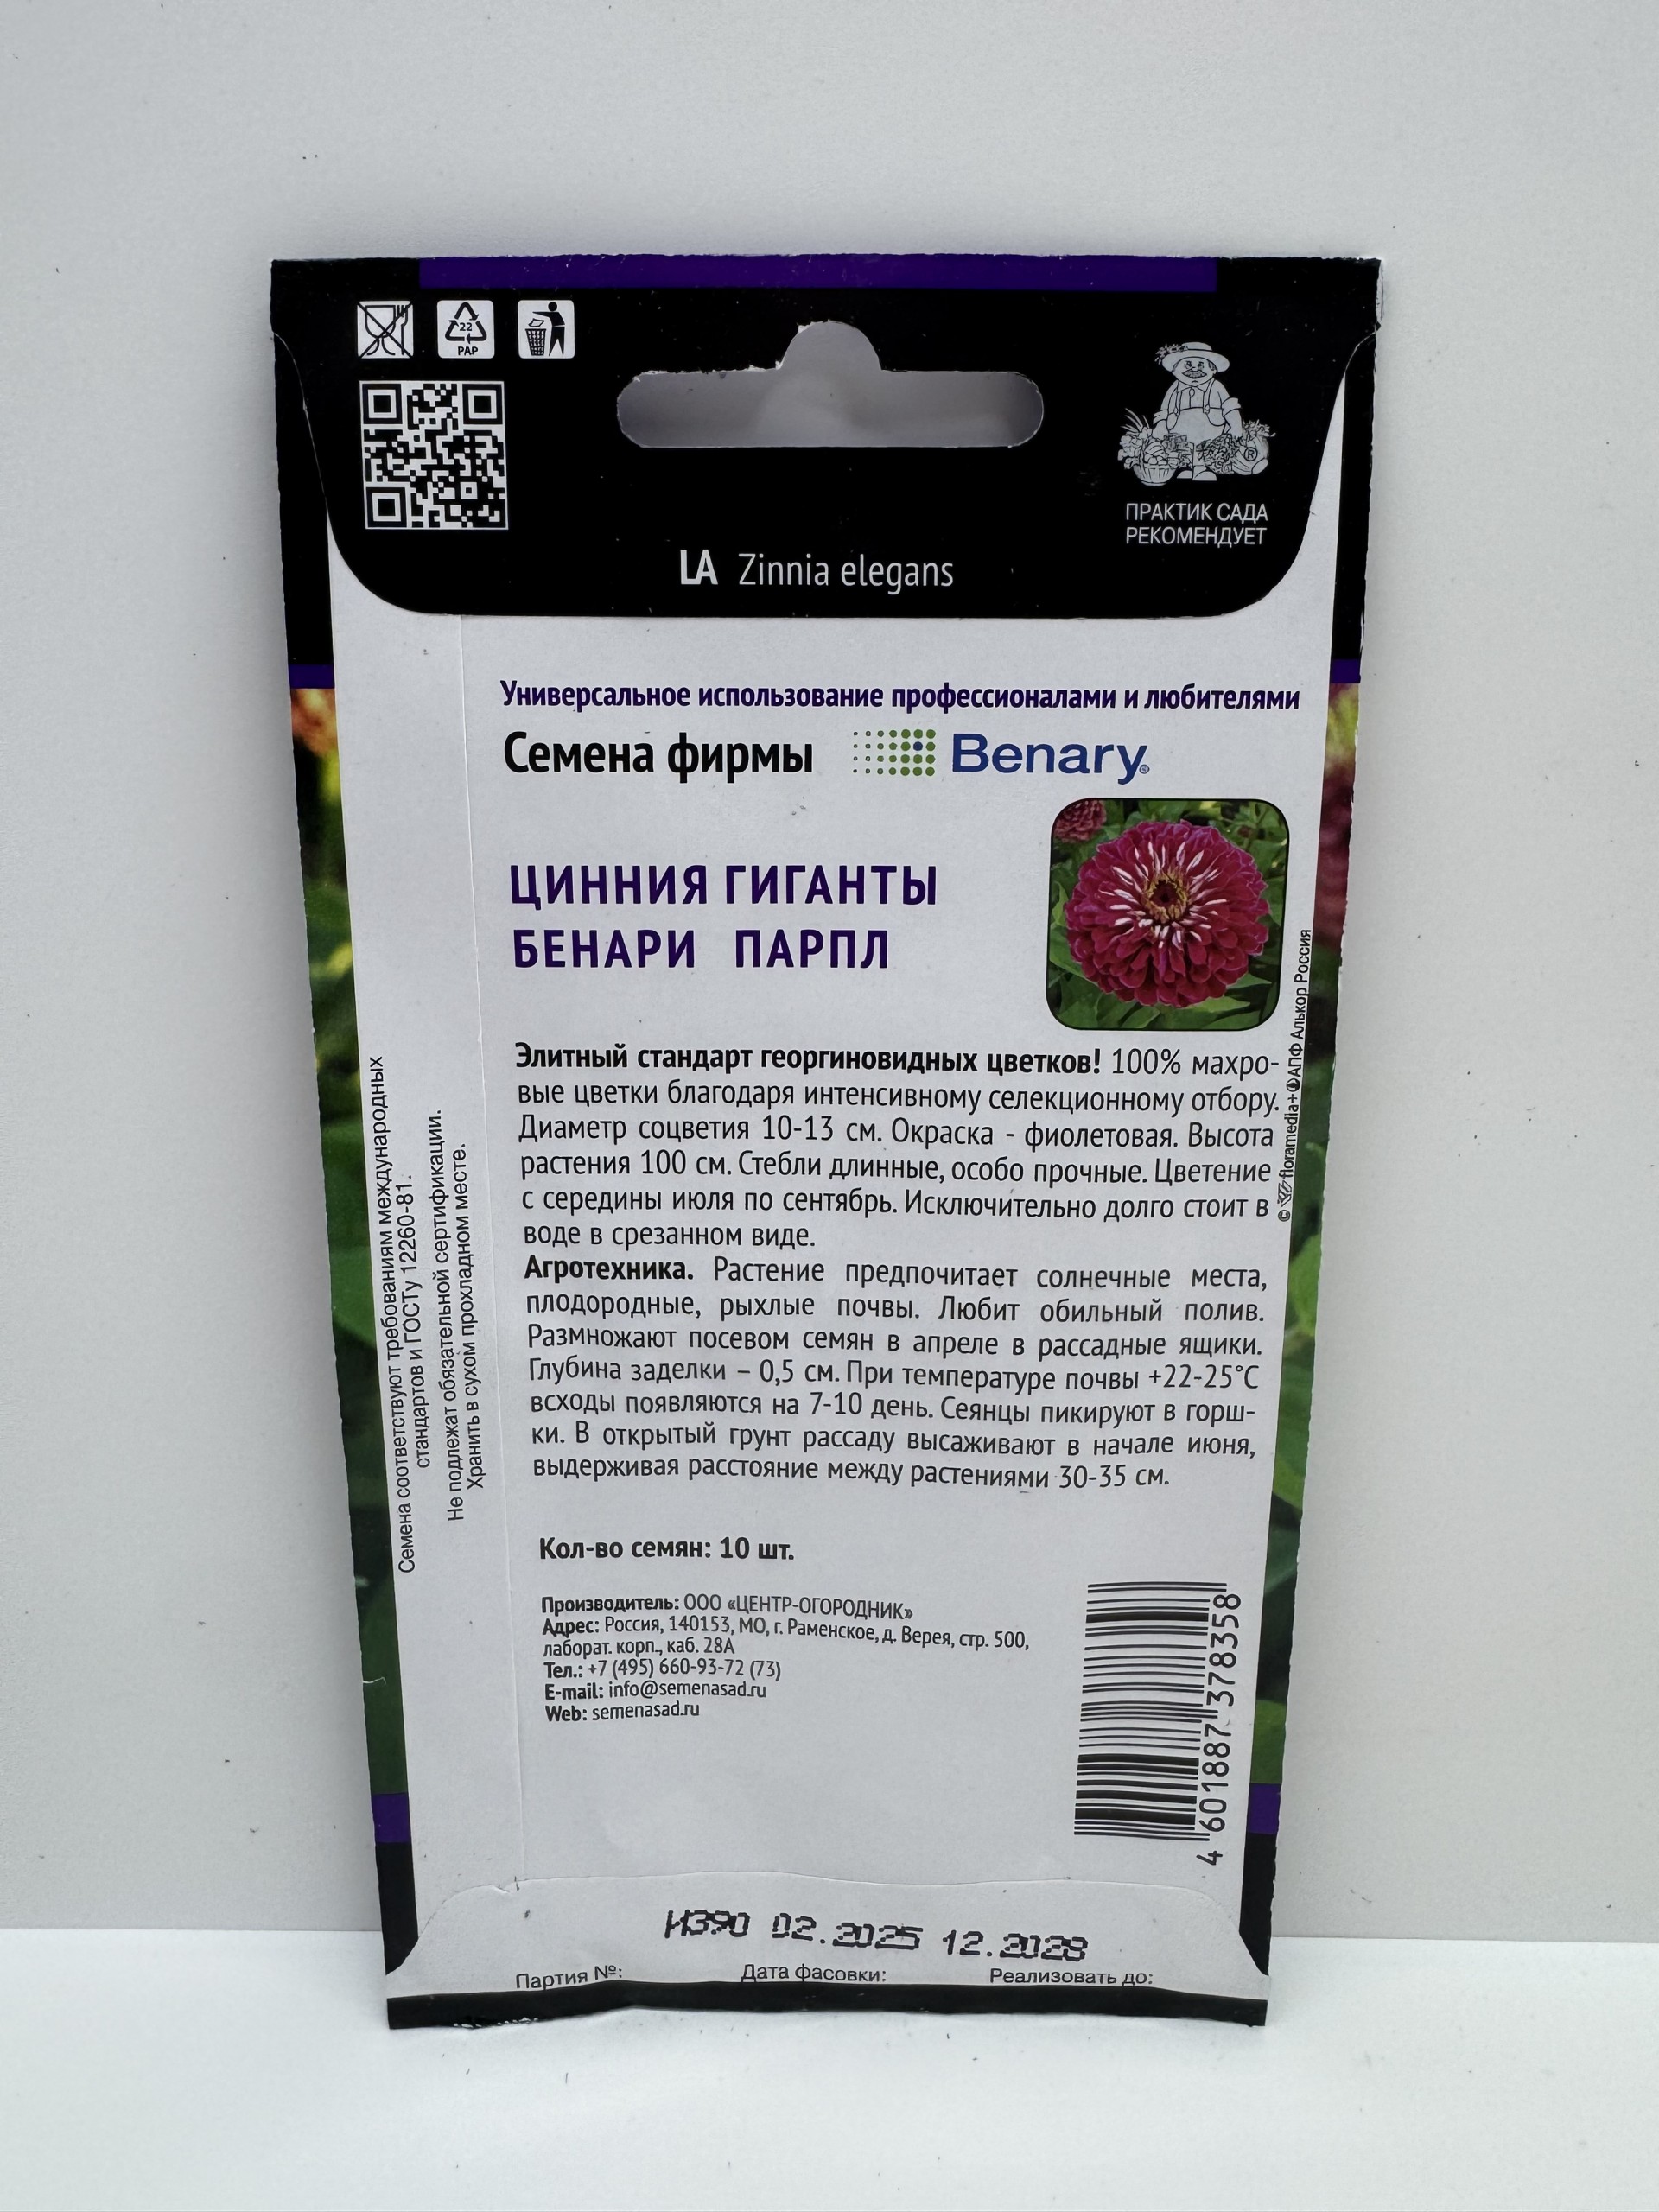 22
PAP
ПРАКТИК САДА
РЕКОМЕНДУЕТ
LA Zinnia elegans
Универсальное использование профессионалами и любителями
Семена фирмы Benary®
ЦИННИЯ ГИГАНТЫ
БЕНАРИ ПАРПЛ
Элитный стандарт георгиновидных цветков! 100% махро-
вые цветки благодаря интенсивному селекционному отбору.
Диаметр соцветия 10-13 см. Окраска - фиолетовая. Высота
растения 100 см. Стебли длинные, особо прочные. Цветение
с середины июля по сентябрь. Исключительно долго стоит в
воде в срезанном виде.
Агротехника. Растение предпочитает солнечные места,
плодородные, рыхлые почвы. Любит обильный полив.
Размножают посевом семян в апреле в рассадные ящики.
Глубина заделки – 0,5 см. При температуре почвы +22-25°С
всходы появляются на 7-10 день. Сеянцы пикируют в горш-
ки. В открытый грунт рассаду высаживают в начале июня,
выдерживая расстояние между растениями 30-35 см.
Кол-во семян: 10 шт.
Производитель: ООО «ЦЕНТР-ОГОРОДНИК»
Адрес: Россия, 140153, МО, г. Раменское, д. Верея, стр. 500,
лаборат. корп., каб. 28А
Тел.: +7 (495) 660-93-72 (73)
E-mail: info@semenasad.ru
Web: semenasad.ru
4 601887 378358
И390 02.2025 12.2028
Партия №: Дата фасовки: Реализовать до:
Семена соответствуют требованиям международных
стандартов и ГОСТу 12260-81.
Не подлежат обязательной сертификации.
Хранить в сухом прохладном месте.
© floramedia+ АПФ Алькор Россия